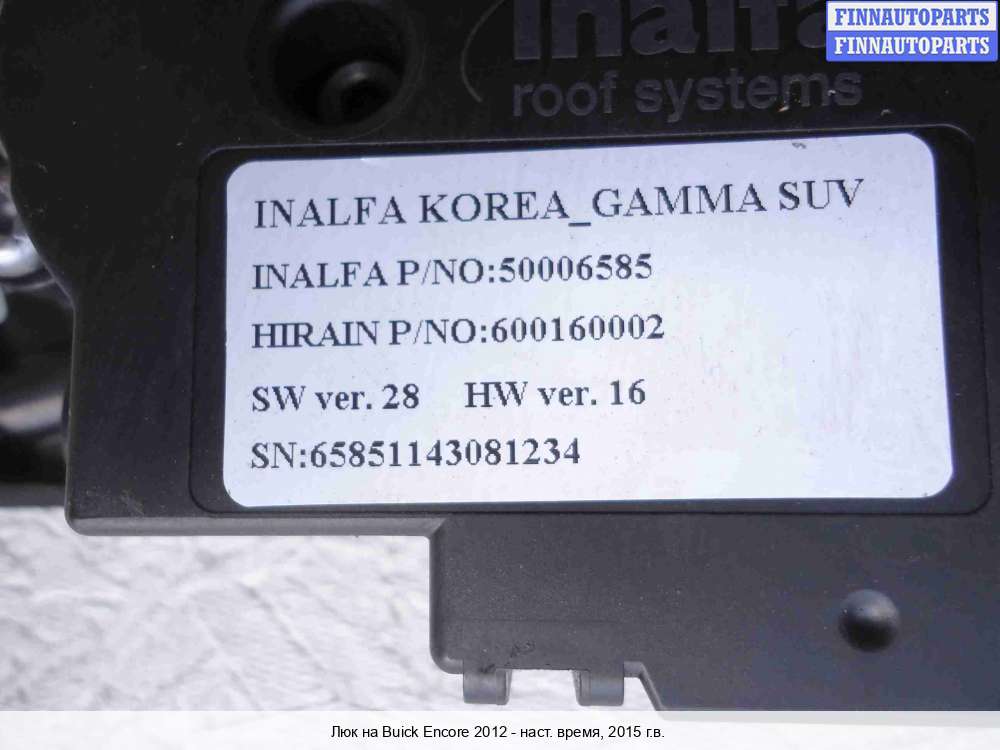 FINNAUTOPARTS
FINNAUTOPARTS
Inalfa
roof systems
INALFA KOREA_GAMMA SUV
INALFA P/NO:50006585
HIRAIN P/NO:600160002
SW ver. 28 HW ver. 16
SN:65851143081234
Люк на Buick Encore 2012 - наст. время, 2015 г.в.